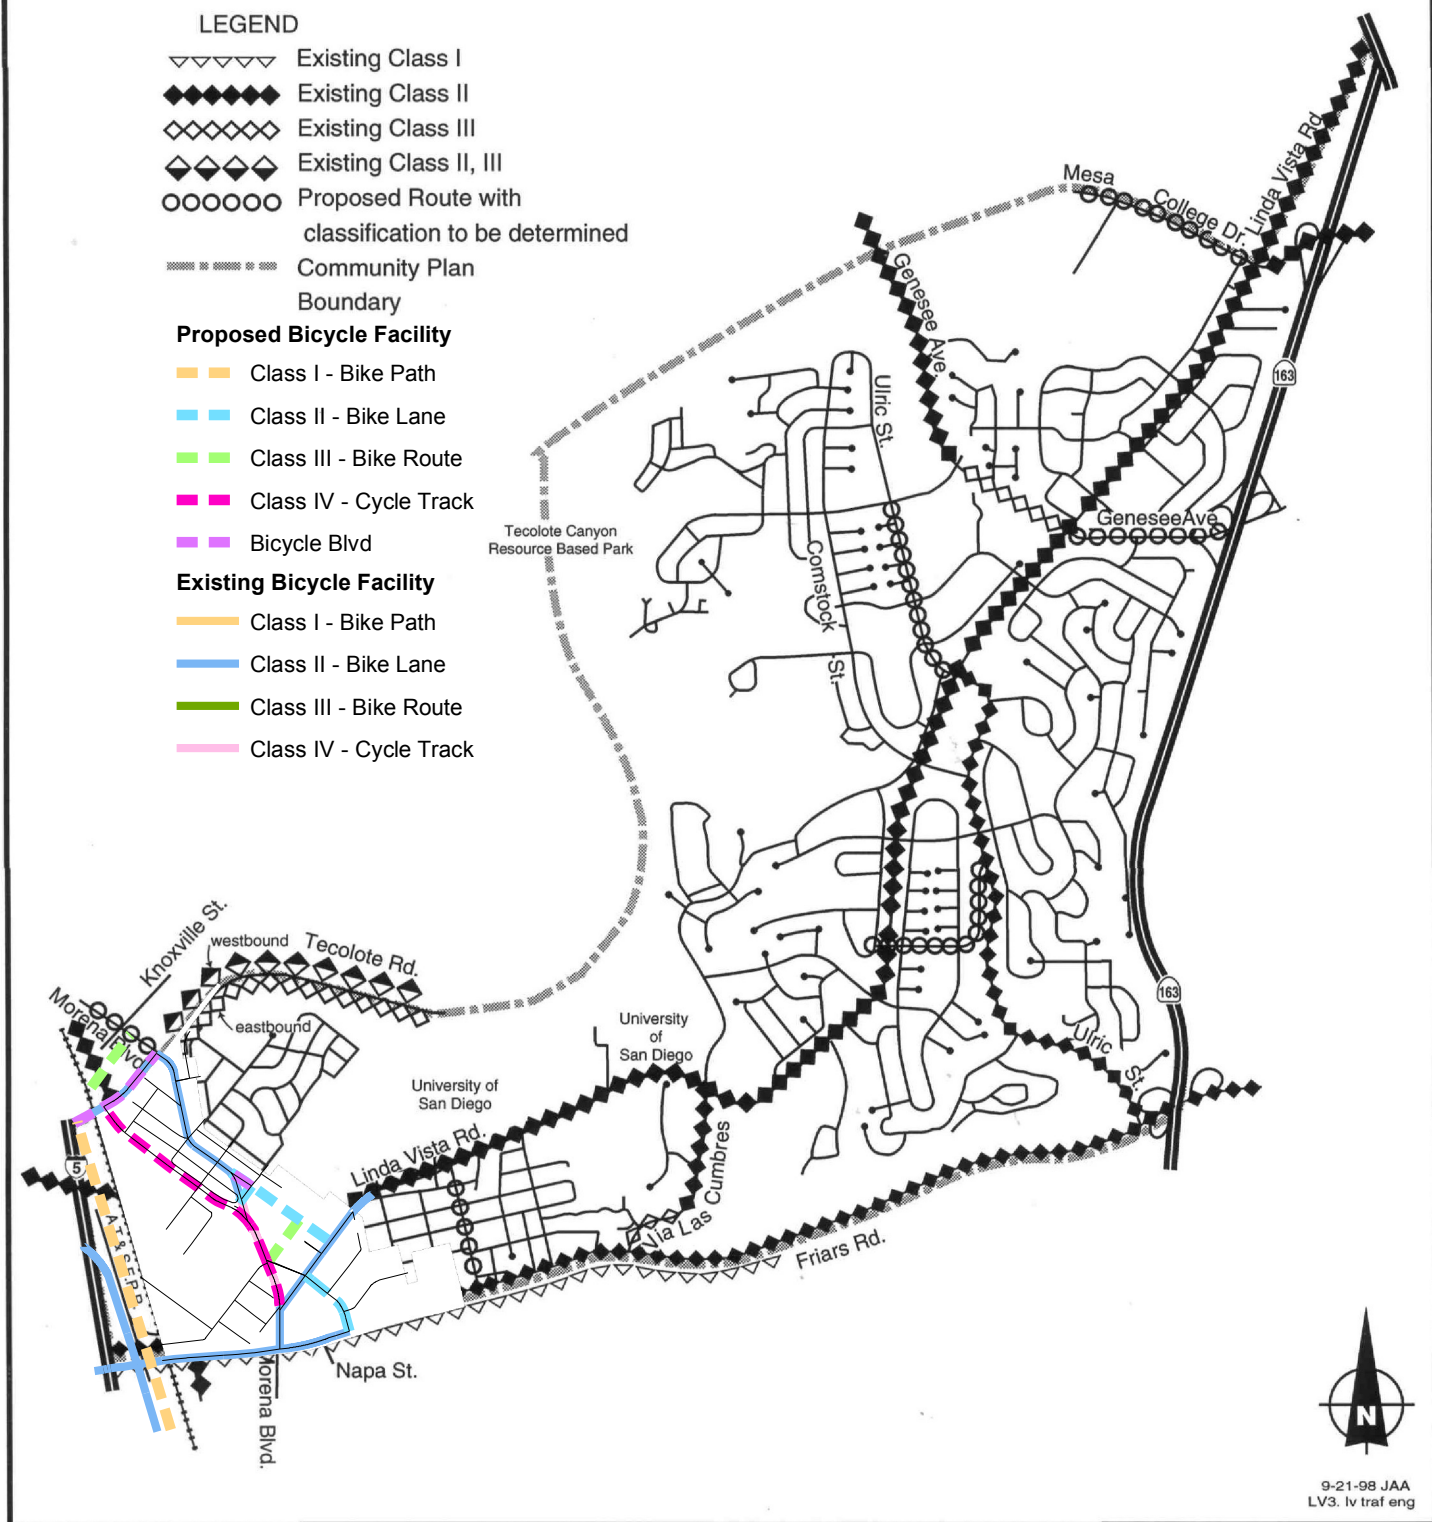 LEGEND
Existing Class I
Existing Class II
Existing Class III
Existing Class II, III
Proposed Route with
classification to be determined
Community Plan
Boundary
Proposed Bicycle Facility
Class I - Bike Path
Class II - Bike Lane
Class III - Bike Route
Class IV - Cycle Track
Bicycle Blvd
Existing Bicycle Facility
Class I - Bike Path
Class II - Bike Lane
Class III - Bike Route
Class IV - Cycle Track
Mesa
College Dr.
Linda Vista Rd
Genesee Ave.
163
Ulric St.
GeneseeAve
Tecolote Canyon
Resource Based Park
Comstock
St.
Knoxville St.
westbound
Tecolote Rd.
eastbound
Morena Blvd
163
University
of
San Diego
Ulric
St.
University of
San Diego
Linda Vista Rd.
Via Las
Cumbres
Friars Rd.
5
Napa St.
Morena Blvd.
N
9-21-98 JAA
LV3. lv traf eng